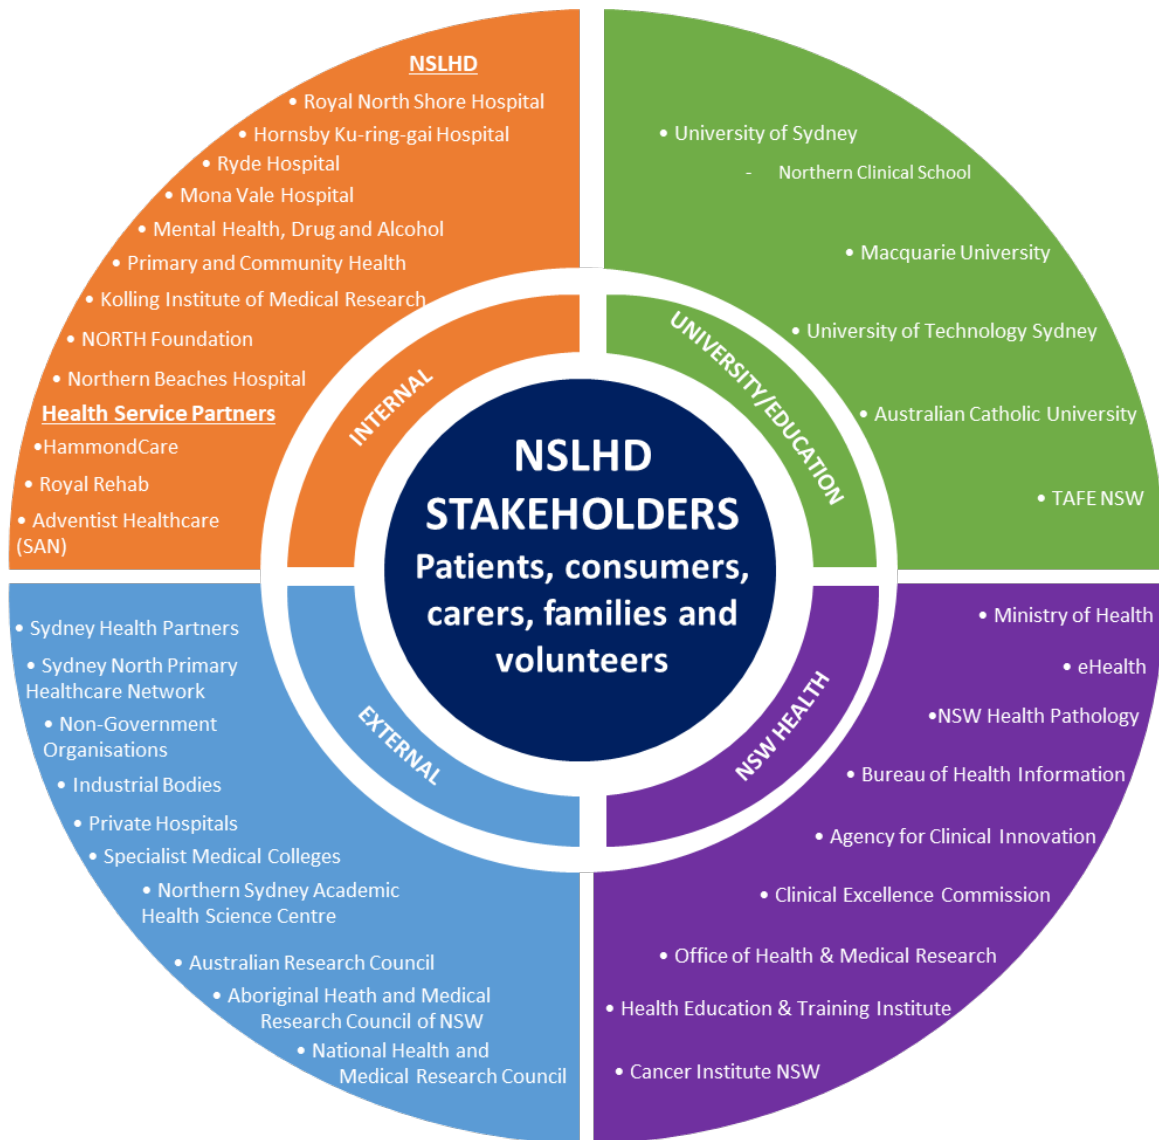 NSLHD
• Royal North Shore Hospital
• Hornsby Ku-ring-gai Hospital
• Ryde Hospital
• Mona Vale Hospital
• Mental Health, Drug and Alcohol
• Primary and Community Health
• Kolling Institute of Medical Research
• NORTH Foundation
• Northern Beaches Hospital
Health Service Partners
•HammondCare
• Royal Rehab
• Adventist Healthcare
(SAN)
INTERNAL
• University of Sydney
- Northern Clinical School
• Macquarie University
• University of Technology Sydney
• Australian Catholic University
• TAFE NSW
UNIVERSITY/EDUCATION
NSLHD
STAKEHOLDERS
Patients, consumers,
carers, families and
volunteers
EXTERNAL
• Sydney Health Partners
• Sydney North Primary
Healthcare Network
• Non-Government
Organisations
• Industrial Bodies
• Private Hospitals
• Specialist Medical Colleges
• Northern Sydney Academic
Health Science Centre
• Australian Research Council
• Aboriginal Heath and Medical
Research Council of NSW
• National Health and
Medical Research Council
NSW HEALTH
• Ministry of Health
• eHealth
•NSW Health Pathology
• Bureau of Health Information
• Agency for Clinical Innovation
• Clinical Excellence Commission
• Office of Health & Medical Research
• Health Education & Training Institute
• Cancer Institute NSW